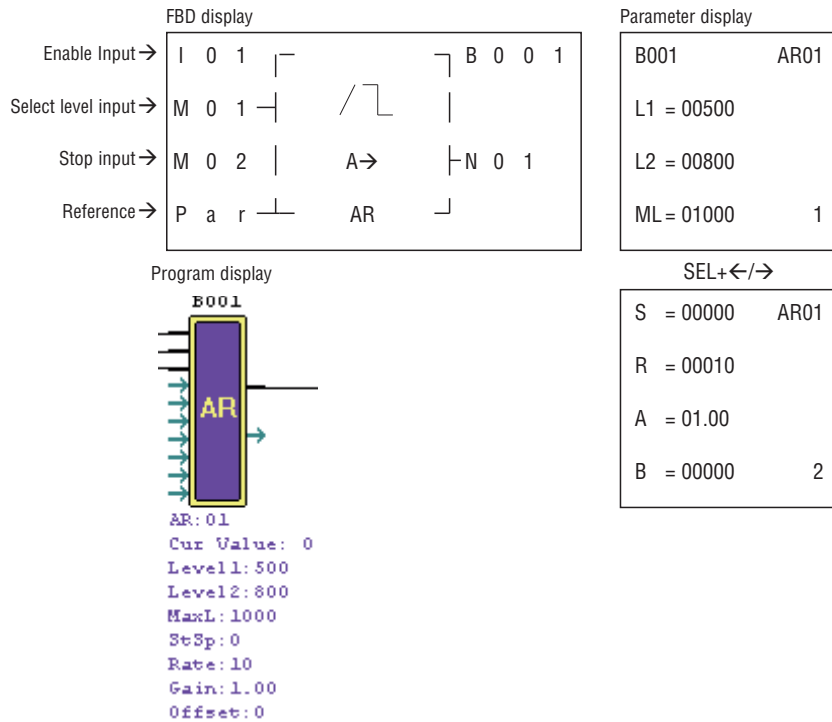 FBD display
Enable Input→ I 0 1 B 0 0 1
Select level input→ M 0 1
Stop input→ M 0 2 A→ N 0 1
Reference→ P a r AR
Parameter display
B001 AR01
L1 = 00500
L2 = 00800
ML = 01000 1
SEL+←/→
S = 00000 AR01
R = 00010
A = 01.00
B = 00000 2
Program display
B001
AR
AR:01
Cur Value: 0
Level1:500
Level2:800
MaxL:1000
StSp:0
Rate:10
Gain:1.00
Offset:0